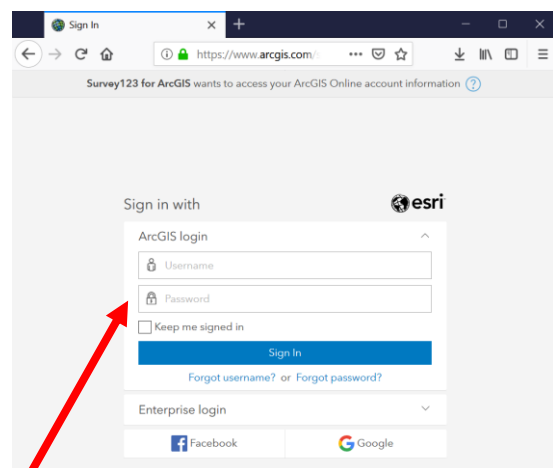 Sign In
https://www.arcgis.com/
Survey123 for ArcGIS wants to access your ArcGIS Online account information ?
Sign in with esri
ArcGIS login
Username
Password
Keep me signed in
Sign In
Forgot username? or Forgot password?
Enterprise login
Facebook Google